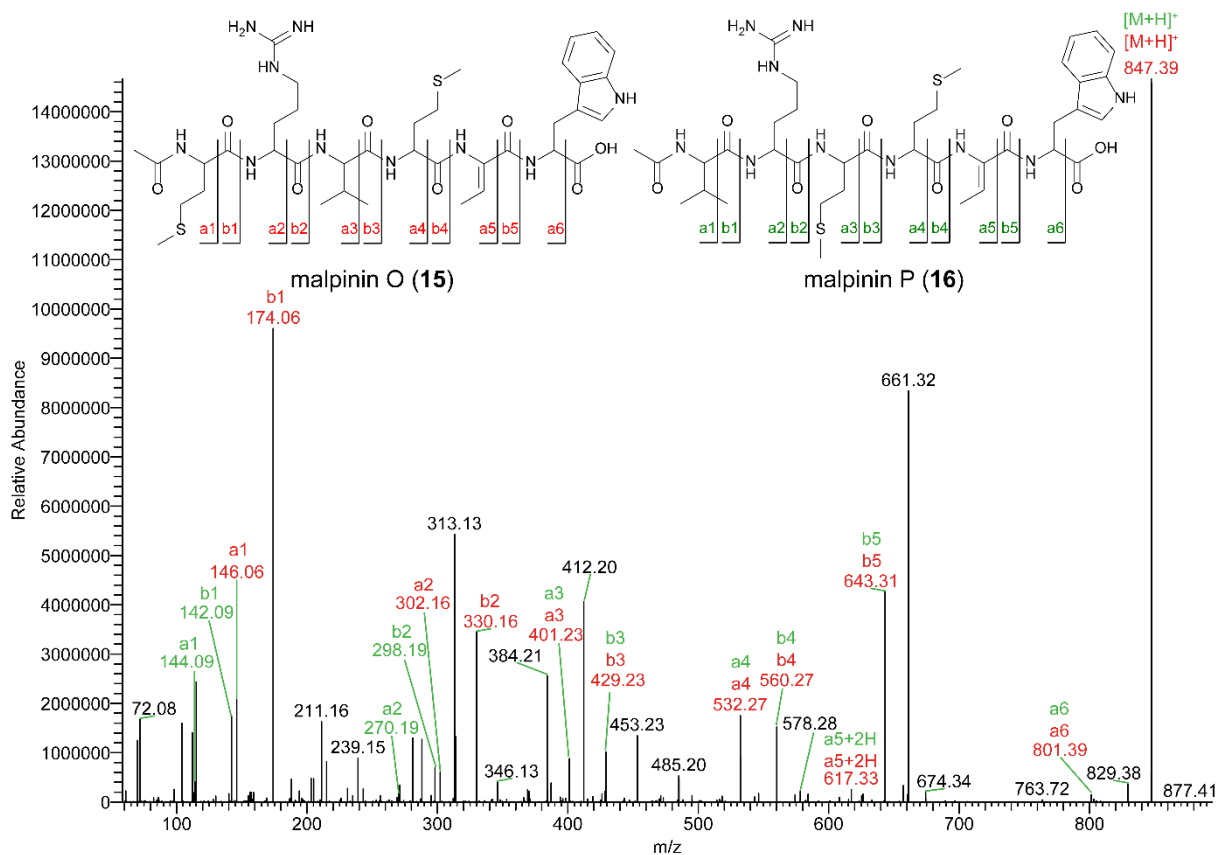 [M+H]⁺
[M+H]⁺
847.39
H₂N NH
HN
S
O
H
N
O
N
H
O
H
N
O
N
H
O
H
N
O
OH
NH
O
S
a1 b1 a2 b2 a3 b3 a4 b4 a5 b5 a6
malpinin O (15)
H₂N NH
HN
S
O
H
N
O
N
H
O
H
N
O
N
H
O
H
N
O
OH
NH
O
S
a1 b1 a2 b2 a3 b3 a4 b4 a5 b5 a6
malpinin P (16)
Relative Abundance
14000000
13000000
12000000
11000000
10000000
9000000
8000000
7000000
6000000
5000000
4000000
3000000
2000000
1000000
0
72.08
a1
144.09
b1
142.09
a1
146.06
b1
174.06
211.16
239.15
a2
270.19
b2
298.19
a2
302.16
313.13
b2
330.16
346.13
384.21
a3
a3
401.23
412.20
b3
b3
429.23
453.23
485.20
a4
a4
532.27
b4
b4
560.27
578.28
a5+2H
a5+2H
617.33
b5
b5
643.31
661.32
674.34
763.72
a6
a6
801.39
829.38
877.41
100 200 300 400 500 600 700 800
m/z